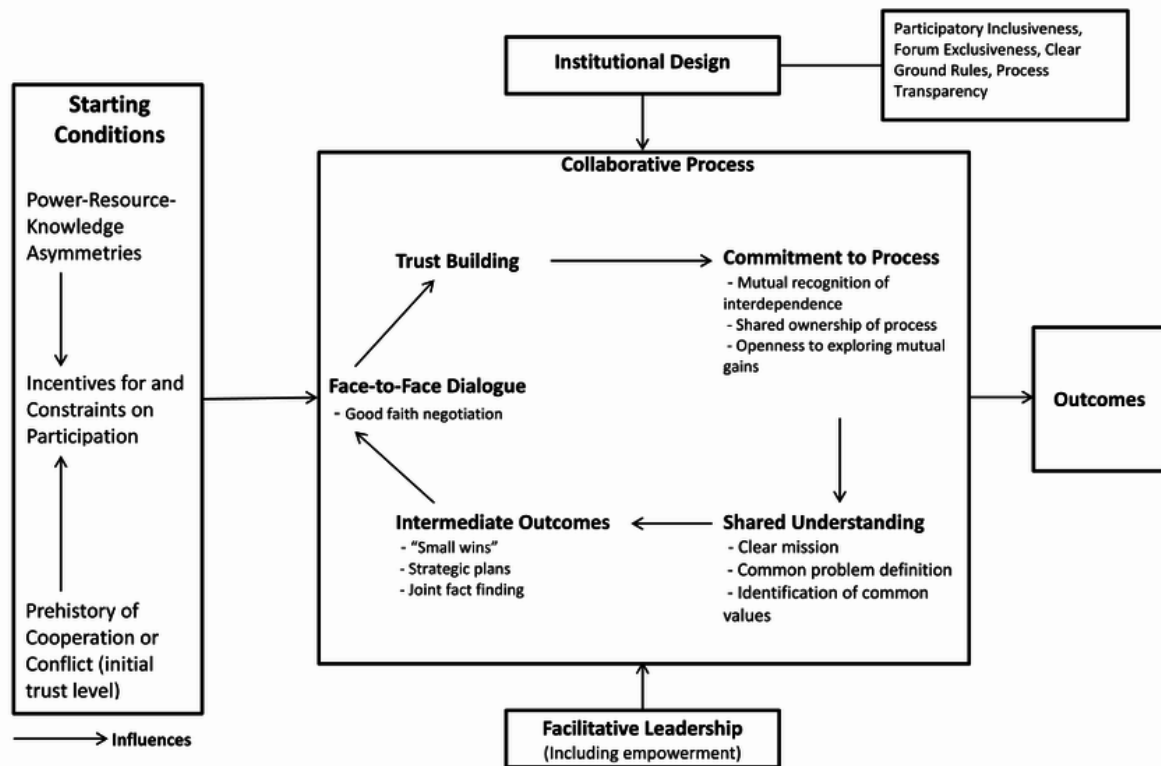 Institutional Design
Participatory Inclusiveness,
Forum Exclusiveness, Clear
Ground Rules, Process
Transparency
Starting
Conditions
Power-Resource-
Knowledge
Asymmetries
Incentives for and
Constraints on
Participation
Prehistory of
Cooperation or
Conflict (initial
trust level)
Influences
Collaborative Process
Trust Building
Commitment to Process
- Mutual recognition of
interdependence
- Shared ownership of process
- Openness to exploring mutual
gains
Face-to-Face Dialogue
- Good faith negotiation
Intermediate Outcomes
- “Small wins”
- Strategic plans
- Joint fact finding
Shared Understanding
- Clear mission
- Common problem definition
- Identification of common
values
Outcomes
Facilitative Leadership
(Including empowerment)